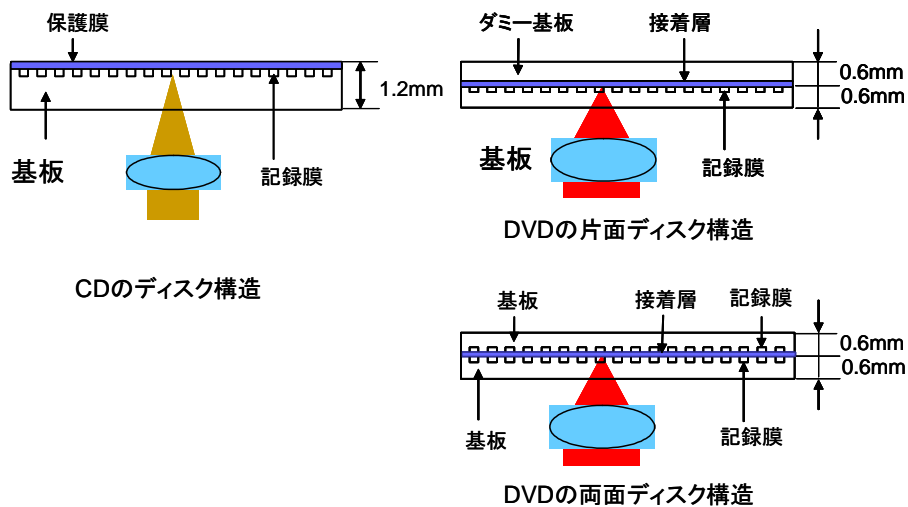 保護膜
1.2mm
基板
記録膜
CDのディスク構造
ダミー基板
接着層
0.6mm
0.6mm
基板
記録膜
DVDの片面ディスク構造
基板
接着層
記録膜
0.6mm
0.6mm
基板
記録膜
DVDの両面ディスク構造